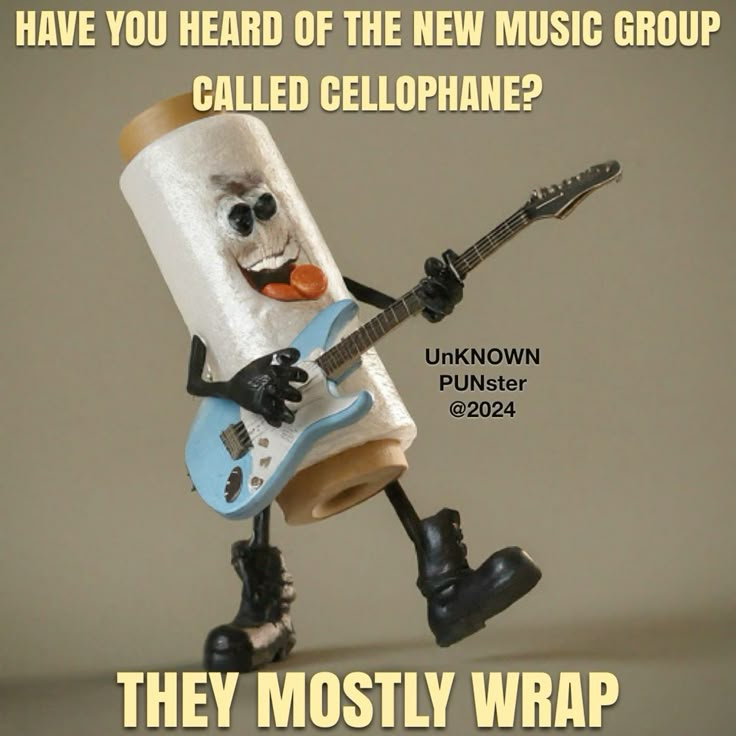 HAVE YOU HEARD OF THE NEW MUSIC GROUP
CALLED CELLOPHANE?
UnKNOWN
PUNster
@2024
THEY MOSTLY WRAP